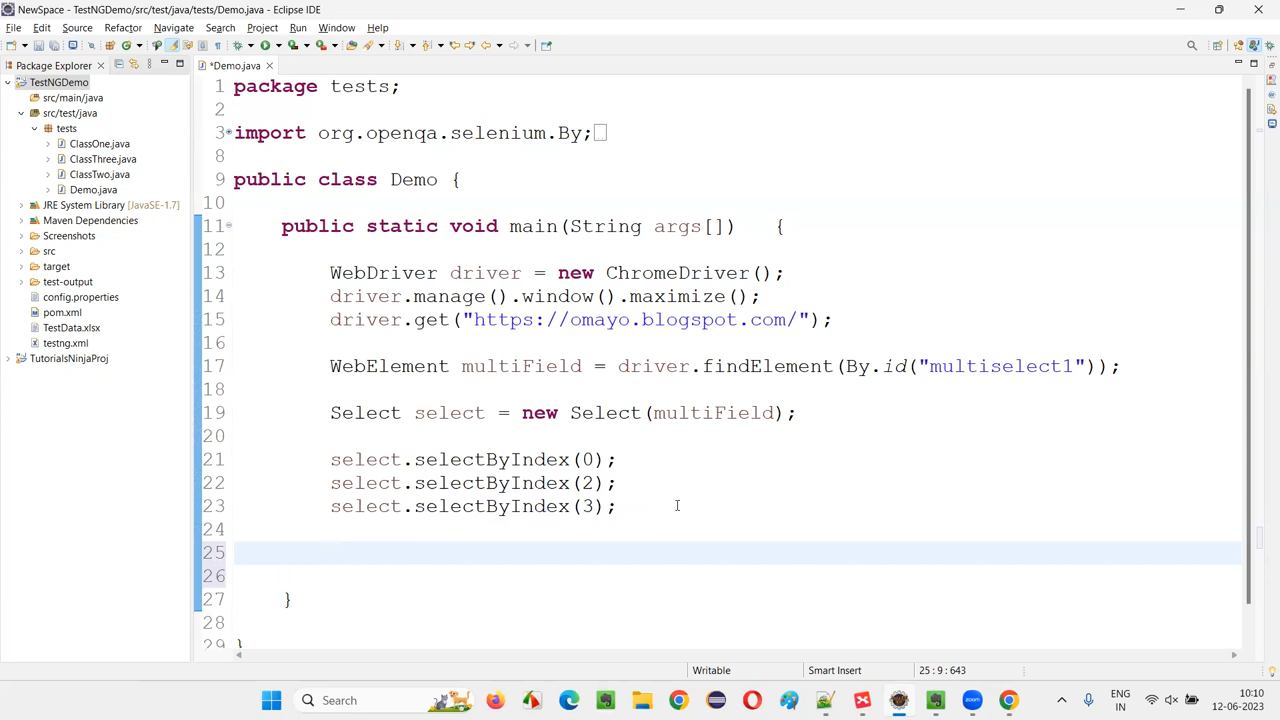 NewSpace - TestNGDemo/src/test/java/tests/Demo.java - Eclipse IDE
File Edit Source Refactor Navigate Search Project Run Window Help
Package Explorer
*Demo.java
TestNGDemo
src/main/java
src/test/java
tests
ClassOne.java
ClassThree.java
ClassTwo.java
Demo.java
JRE System Library [JavaSE-1.7]
Maven Dependencies
Screenshots
src
target
test-output
config.properties
pom.xml
TestData.xlsx
testng.xml
TutorialsNinjaProj
1 package tests;
2
3 import org.openqa.selenium.By;
8
9 public class Demo {
10
11 public static void main(String args[]) {
12
13 WebDriver driver = new ChromeDriver();
14 driver.manage().window().maximize();
15 driver.get("https://omayo.blogspot.com/");
16
17 WebElement multiField = driver.findElement(By.id("multiselect1"));
18
19 Select select = new Select(multiField);
20
21 select.selectByIndex(0);
22 select.selectByIndex(2);
23 select.selectByIndex(3);
24
25
26
27 }
28
29 }
Writable Smart Insert 25 : 9 : 643
Search
ENG
IN
10:10
12-06-2023